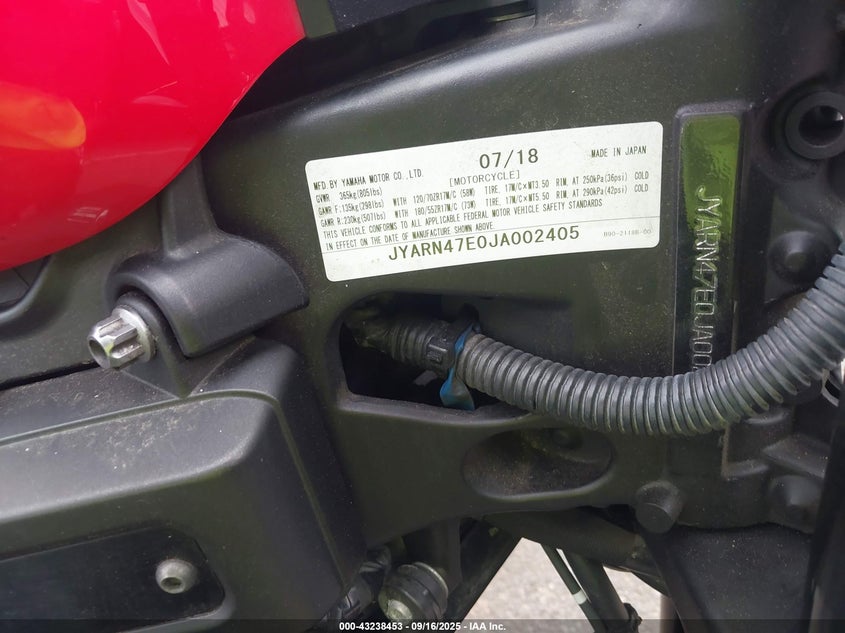 07/18
MFD BY YAMAHA MOTOR CO.,LTD. MADE IN JAPAN
[MOTORCYCLE]
GVWR 365kg(805lbs)
GAWR F:135kg(298lbs) WITH 120/70ZR17M/C (58W) TIRE, 17M/C×MT3.50 RIM, AT 250kPa(36psi) COLD
GAWR R:230kg(507lbs) WITH 180/55ZR17M/C (73W) TIRE, 17M/C×MT5.50 RIM, AT 290kPa(42psi) COLD
THIS VEHICLE CONFORMS TO ALL APPLICABLE FEDERAL MOTOR VEHICLE SAFETY STANDARDS
IN EFFECT ON THE DATE OF MANUFACTURE SHOWN ABOVE.
JYARN47E0JA002405
JYARN47E0JA00
000-43238453 - 09/16/2025 - IAA Inc.